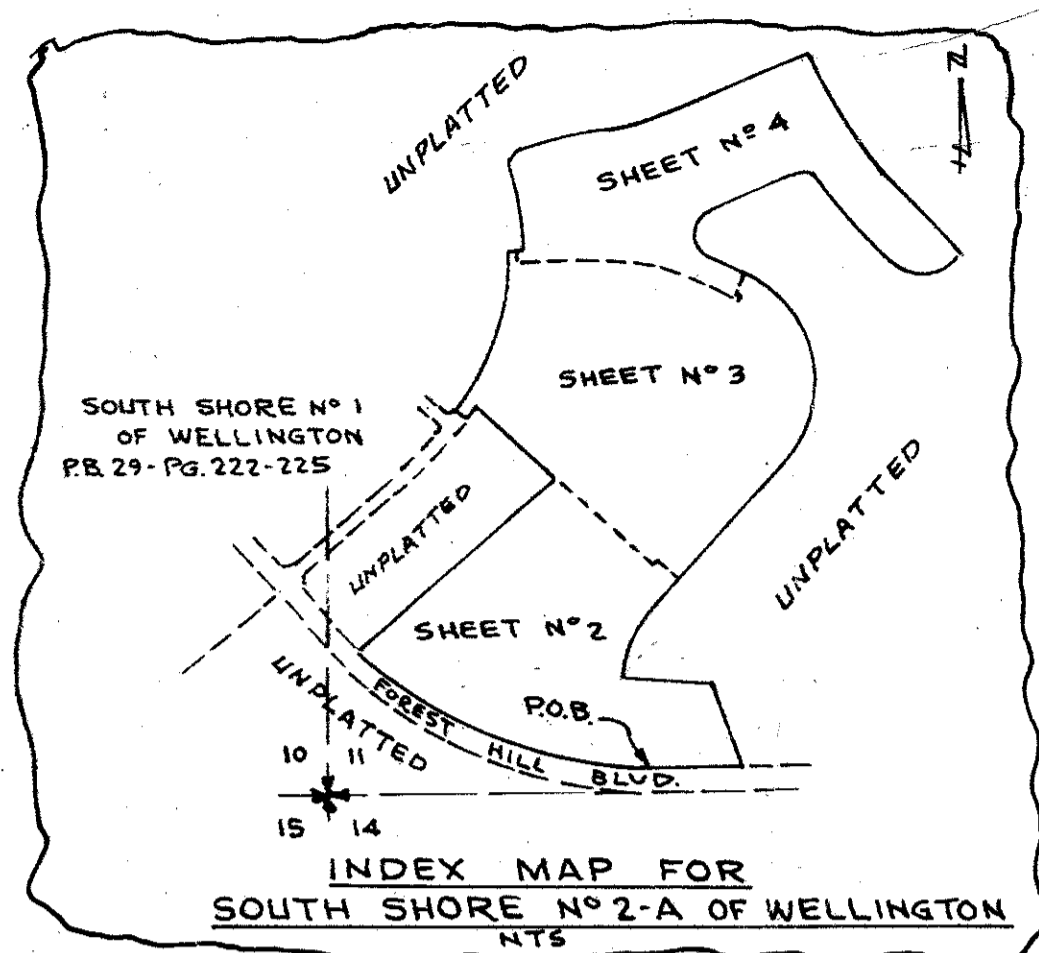 UNPLATTED
N
SHEET Nº 4
SHEET Nº 3
SOUTH SHORE Nº 1
OF WELLINGTON
P.B. 29-PG. 222-225
UNPLATTED
UNPLATTED
SHEET Nº 2
UNPLATTED
FOREST HILL BLVD.
P.O.B.
10 11
15 14
INDEX MAP FOR
SOUTH SHORE Nº 2-A OF WELLINGTON
NTS